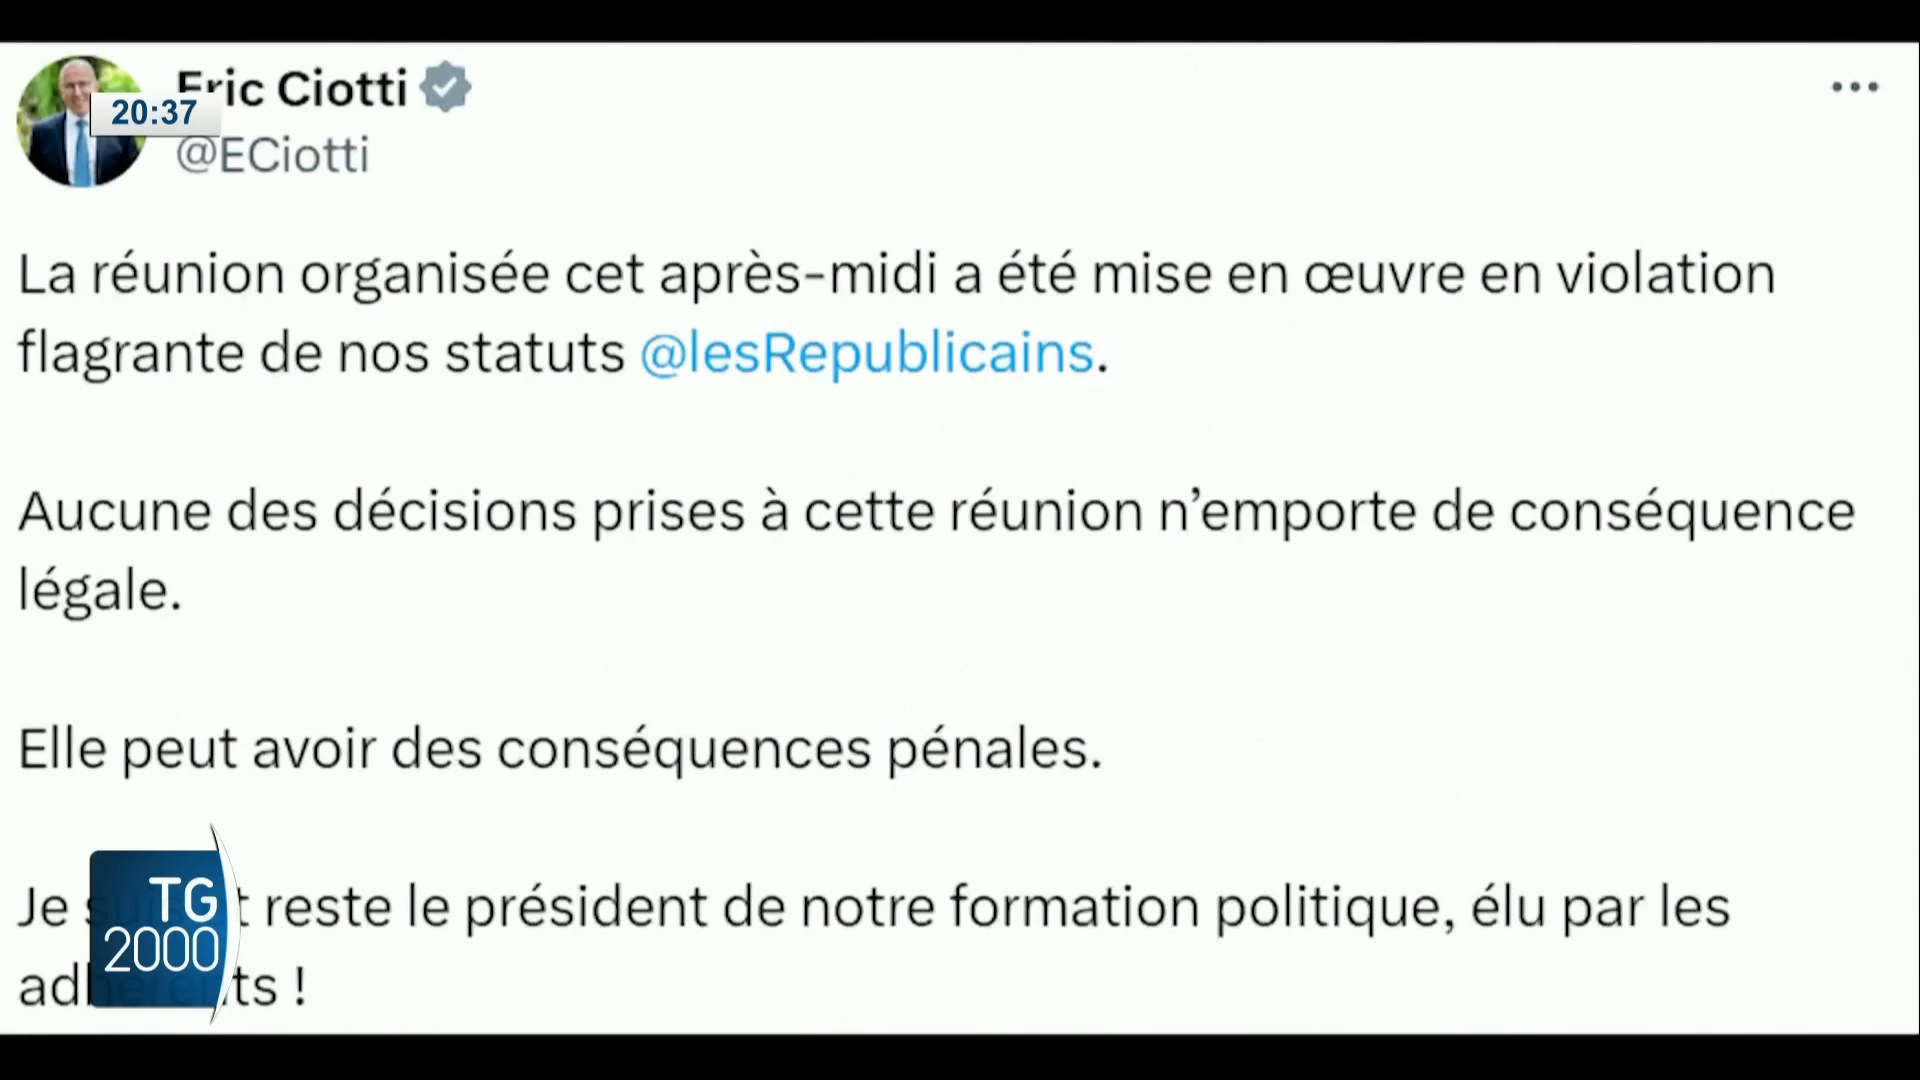 Eric Ciotti
20:37
@ECiotti
La réunion organisée cet après-midi a été mise en œuvre en violation
flagrante de nos statuts @lesRepublicains.
Aucune des décisions prises à cette réunion n’emporte de conséquence
légale.
Elle peut avoir des conséquences pénales.
Je reste le président de notre formation politique, élu par les
adhérents !
TG
2000